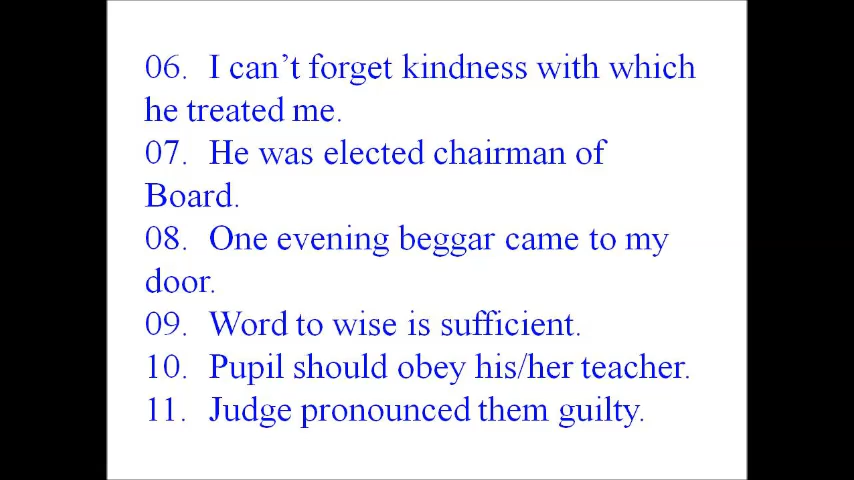 06. I can't forget kindness with which
he treated me.
07. He was elected chairman of
Board.
08. One evening beggar came to my
door.
09. Word to wise is sufficient.
10. Pupil should obey his/her teacher.
11. Judge pronounced them guilty.